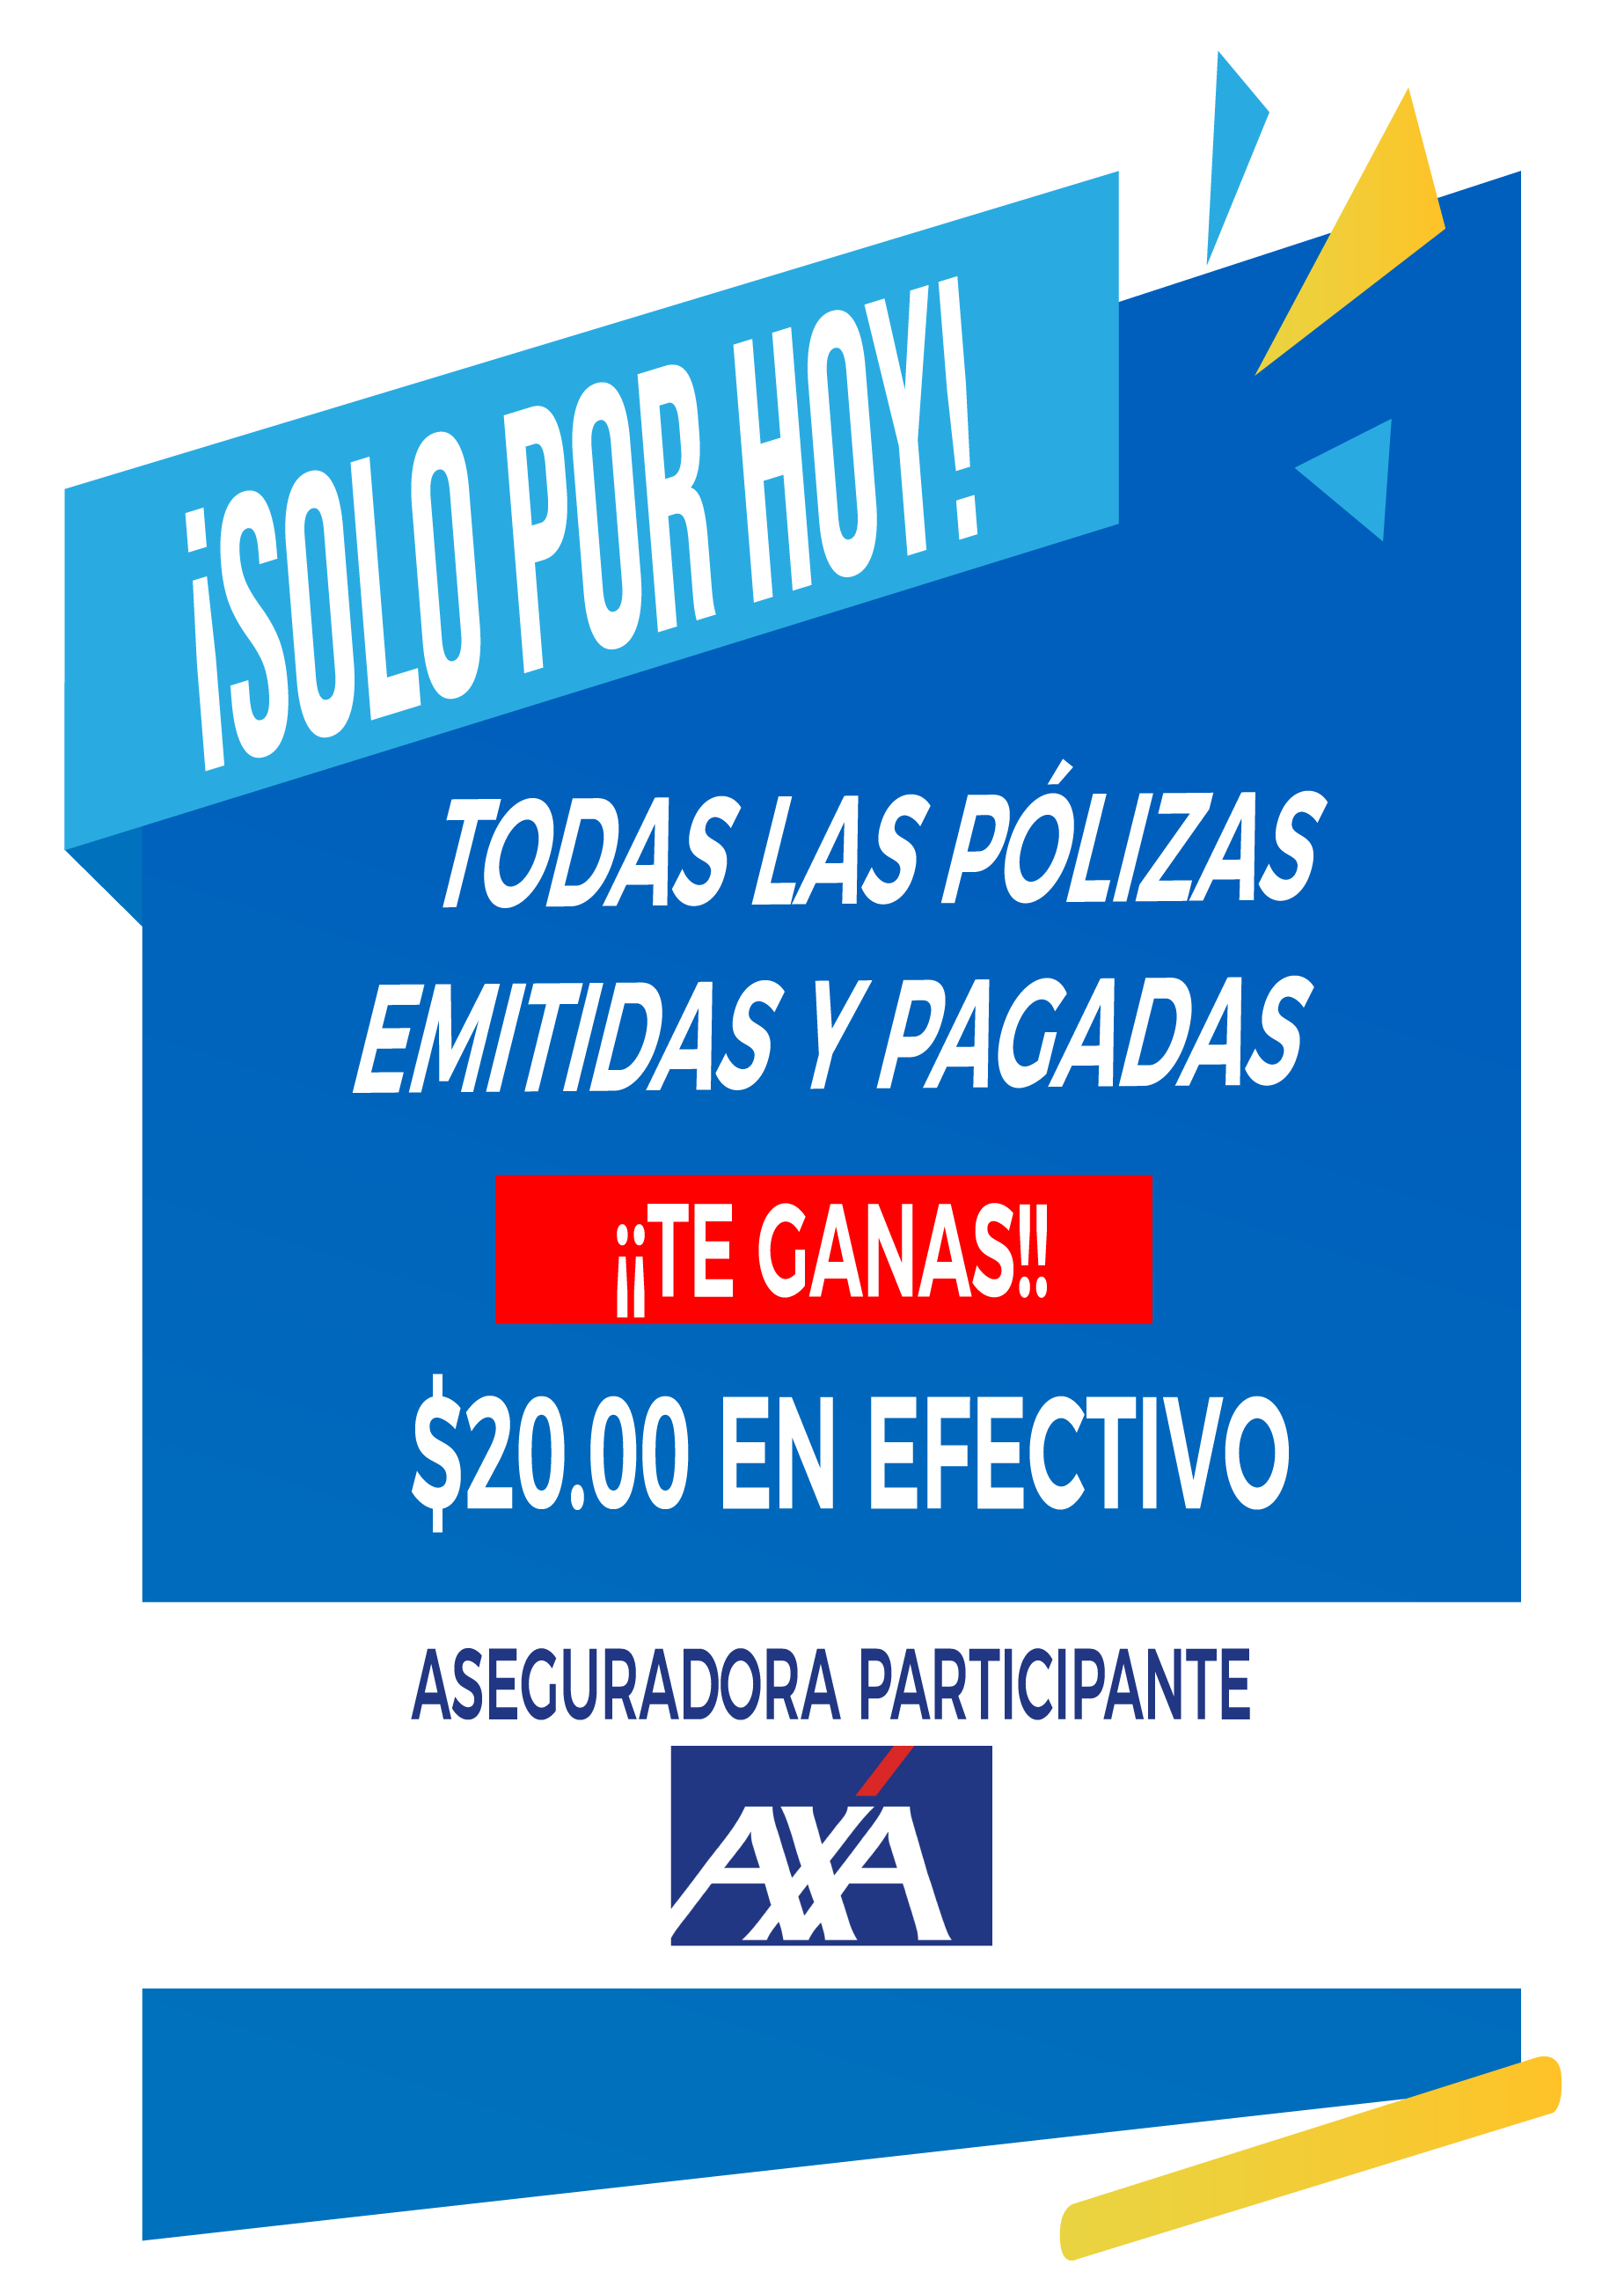 ¡SOLO POR HOY!
TODAS LAS PÓLIZAS
EMITIDAS Y PAGADAS
¡¡TE GANAS!!
$20.00 EN EFECTIVO
ASEGURADORA PARTICIPANTE
AXA